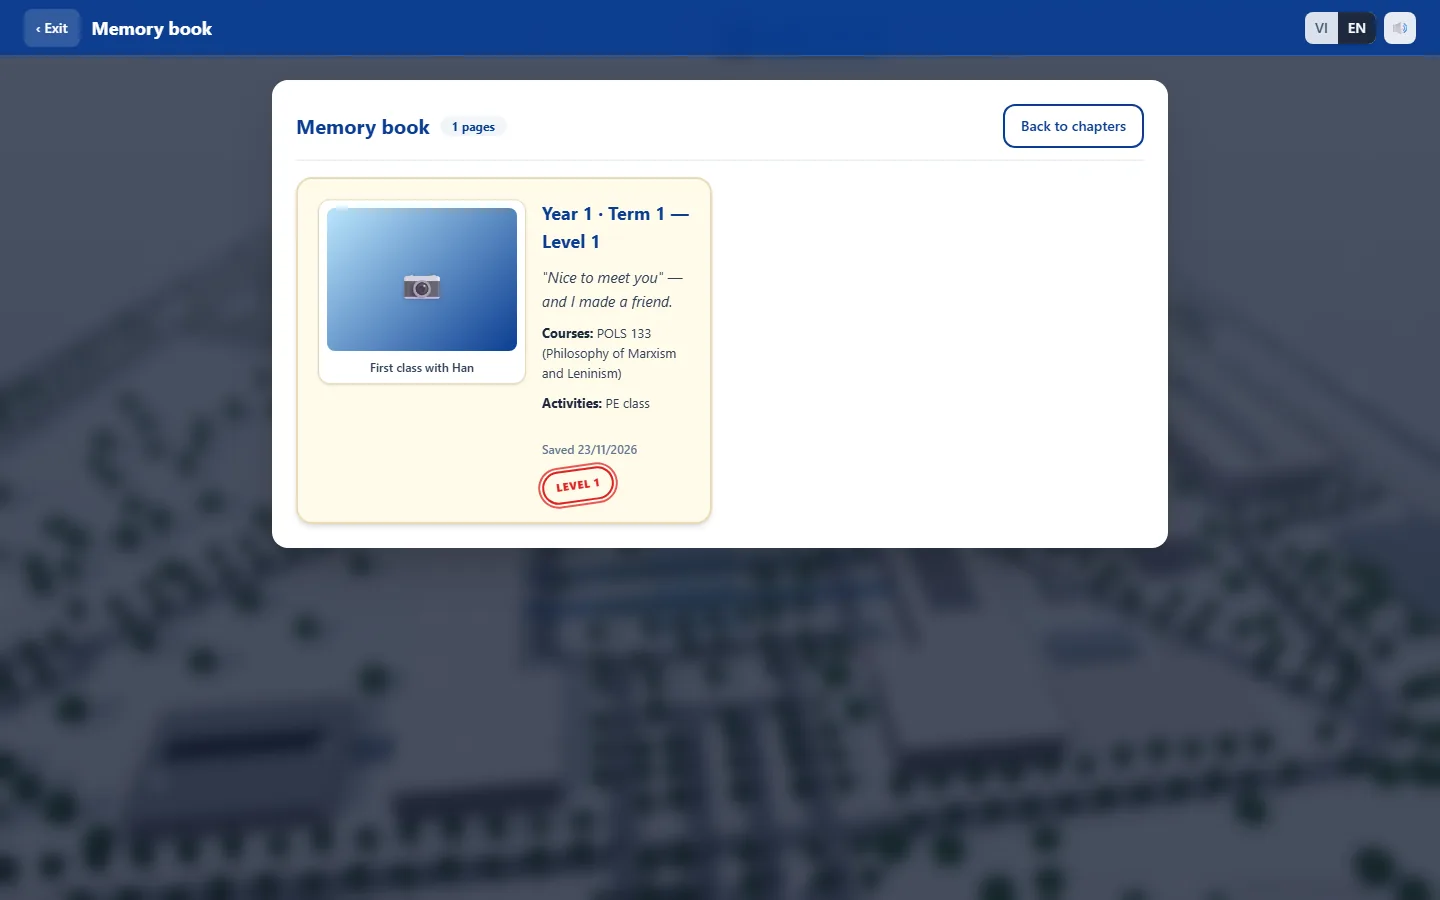 ‹ Exit
Memory book
VI
EN
Memory book
1 pages
Back to chapters
First class with Han
Year 1 · Term 1 —
Level 1
"Nice to meet you" —
and I made a friend.
Courses: POLS 133
(Philosophy of Marxism
and Leninism)
Activities: PE class
Saved 23/11/2026
LEVEL 1